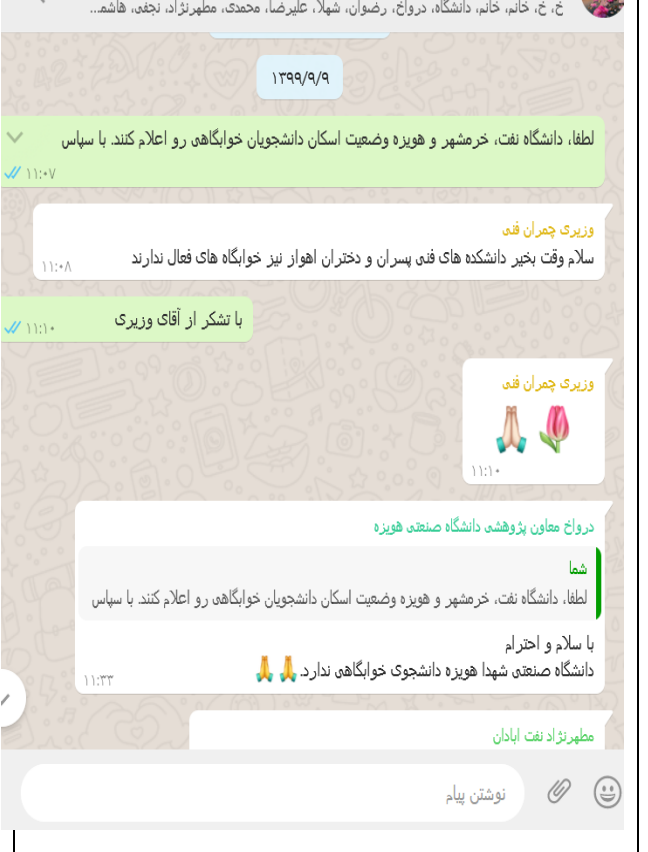 خ، خ، خانم، خانم، دانشگاه، درواخ، رضوان، شهلا، علیرضا، محمدی، مطهرنژاد، نجفی، هاشم...
۱۳۹۹/۹/۹
لطفا، دانشگاه نفت، خرمشهر و هویزه وضعیت اسکان دانشجویان خوابگاهی رو اعلام کنند. با سپاس
۱۱:۰۷
وزیری چمران فنی
سلام وقت بخیر دانشکده های فنی پسران و دختران اهواز نیز خوابگاه های فعال ندارند
۱۱:۰۸
با تشکر از آقای وزیری
۱۱:۱۰
وزیری چمران فنی
🌷🙏🏻
۱۱:۱۰
درواخ معاون پژوهشی دانشگاه صنعتی هویزه
شما
لطفا، دانشگاه نفت، خرمشهر و هویزه وضعیت اسکان دانشجویان خوابگاهی رو اعلام کنند. با سپاس
با سلام و احترام
دانشگاه صنعتی شهدا هویزه دانشجوی خوابگاهی ندارد.🙏🙏
۱۱:۳۳
مطهرنژاد نفت ابادان
نوشتن پیام